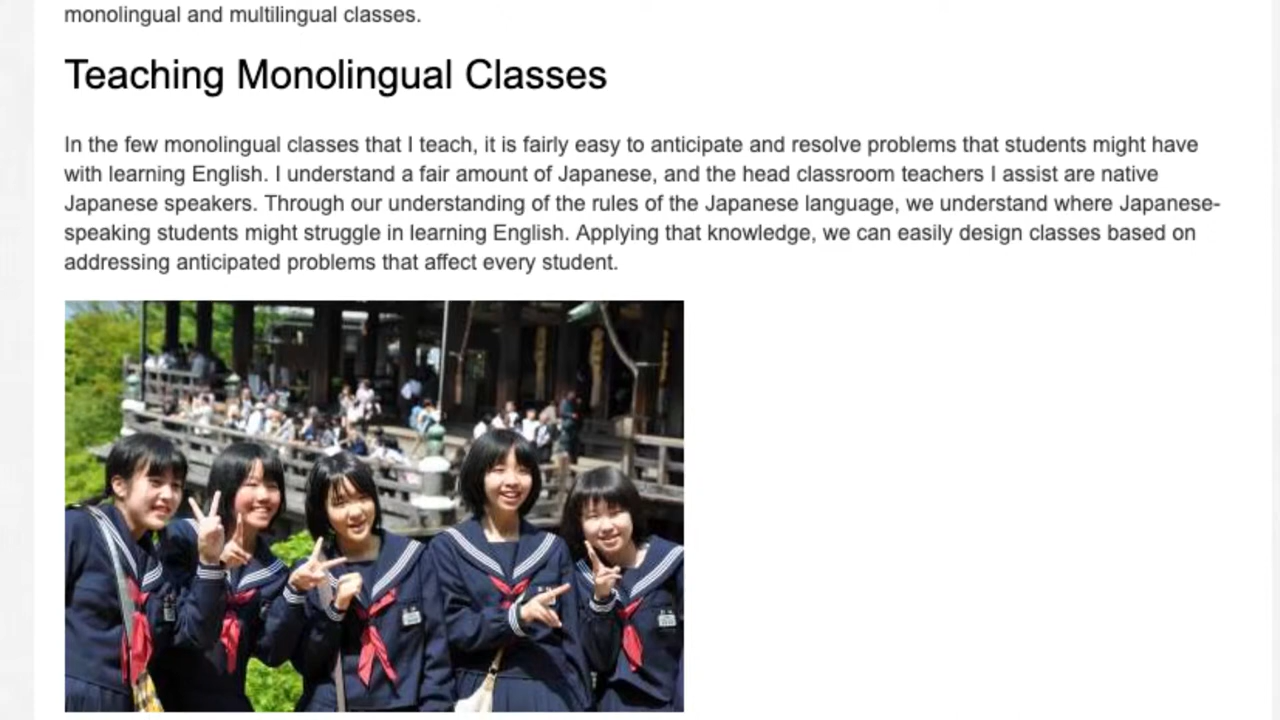 monolingual and multilingual classes.
Teaching Monolingual Classes
In the few monolingual classes that I teach, it is fairly easy to anticipate and resolve problems that students might have
with learning English. I understand a fair amount of Japanese, and the head classroom teachers I assist are native
Japanese speakers. Through our understanding of the rules of the Japanese language, we understand where Japanese-
speaking students might struggle in learning English. Applying that knowledge, we can easily design classes based on
addressing anticipated problems that affect every student.